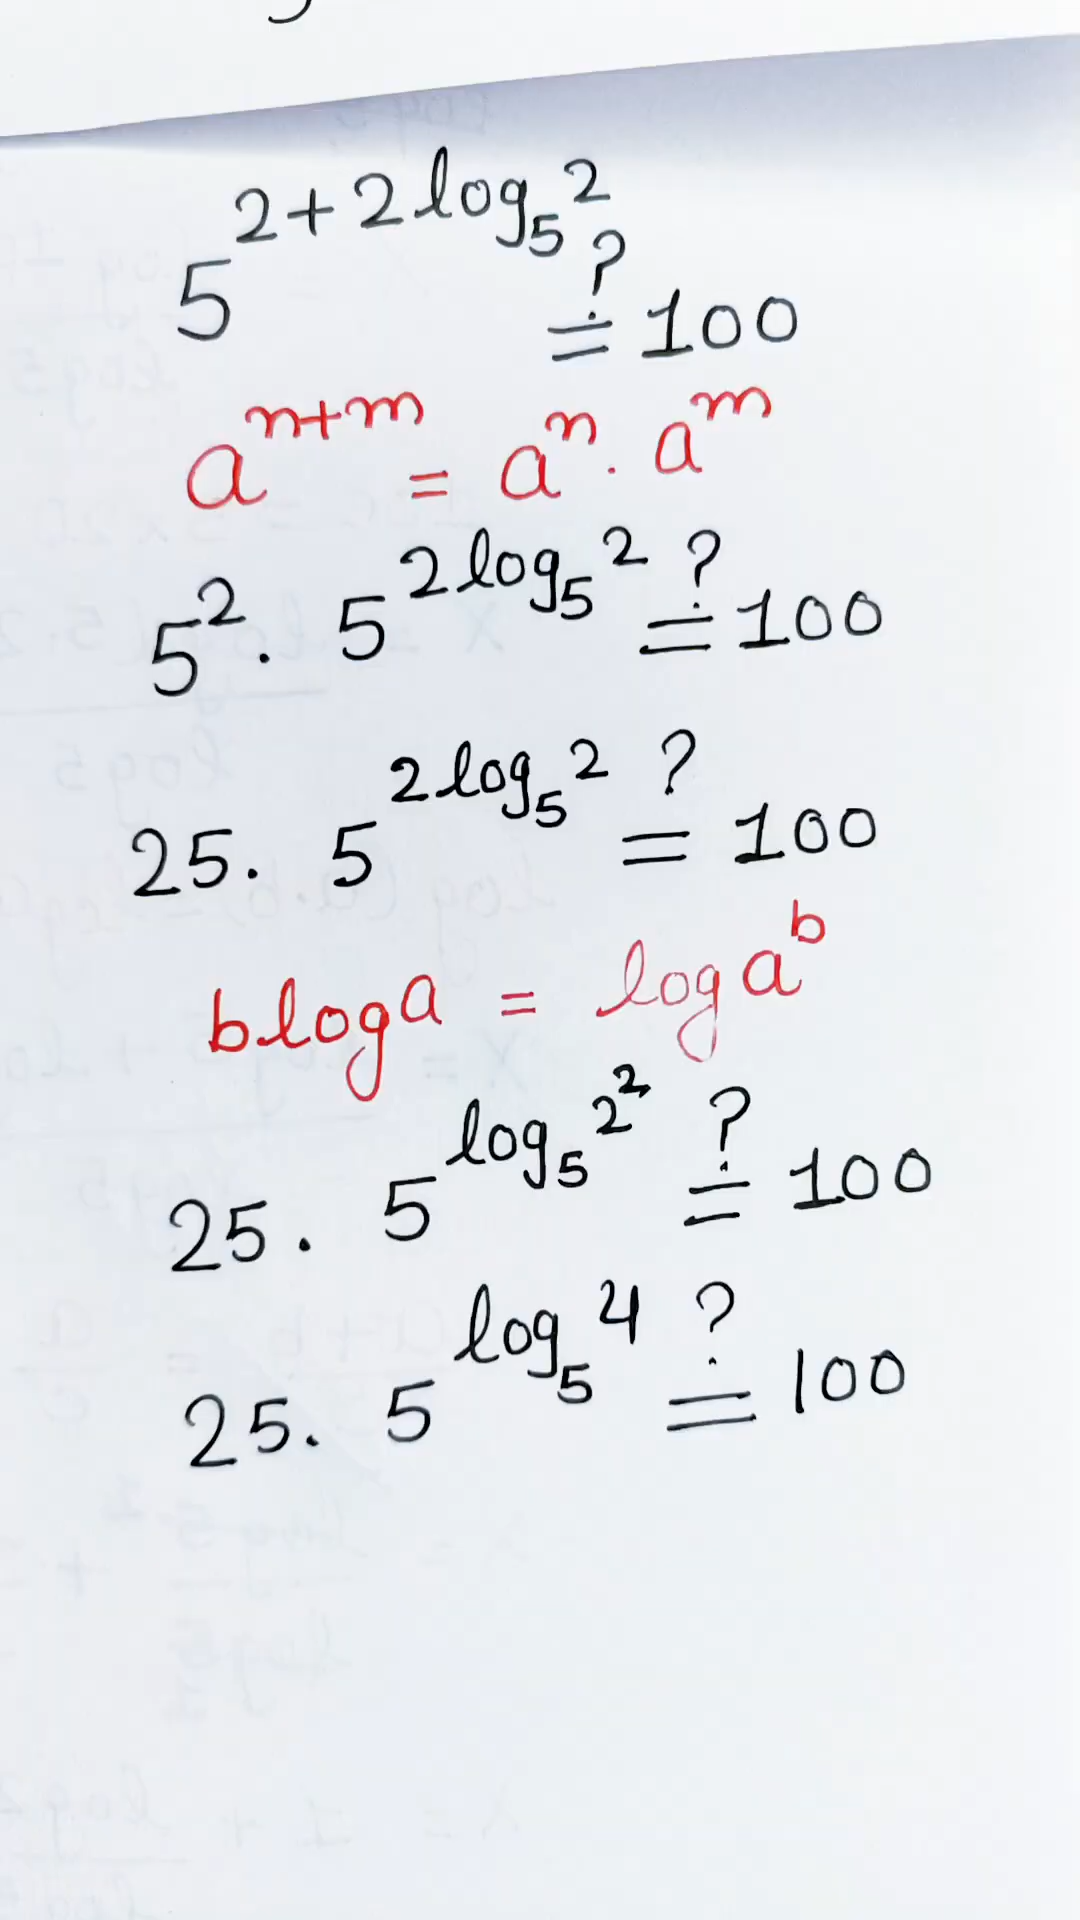 5^{2+2log_5 2} ?= 100
a^{n+m} = a^n . a^m
5^2 . 5^{2log_5 2} ?= 100
25. 5^{2log_5 2} ?= 100
b log a = log a^b
25. 5^{log_5 2^2} ?= 100
25. 5^{log_5 4} ?= 100